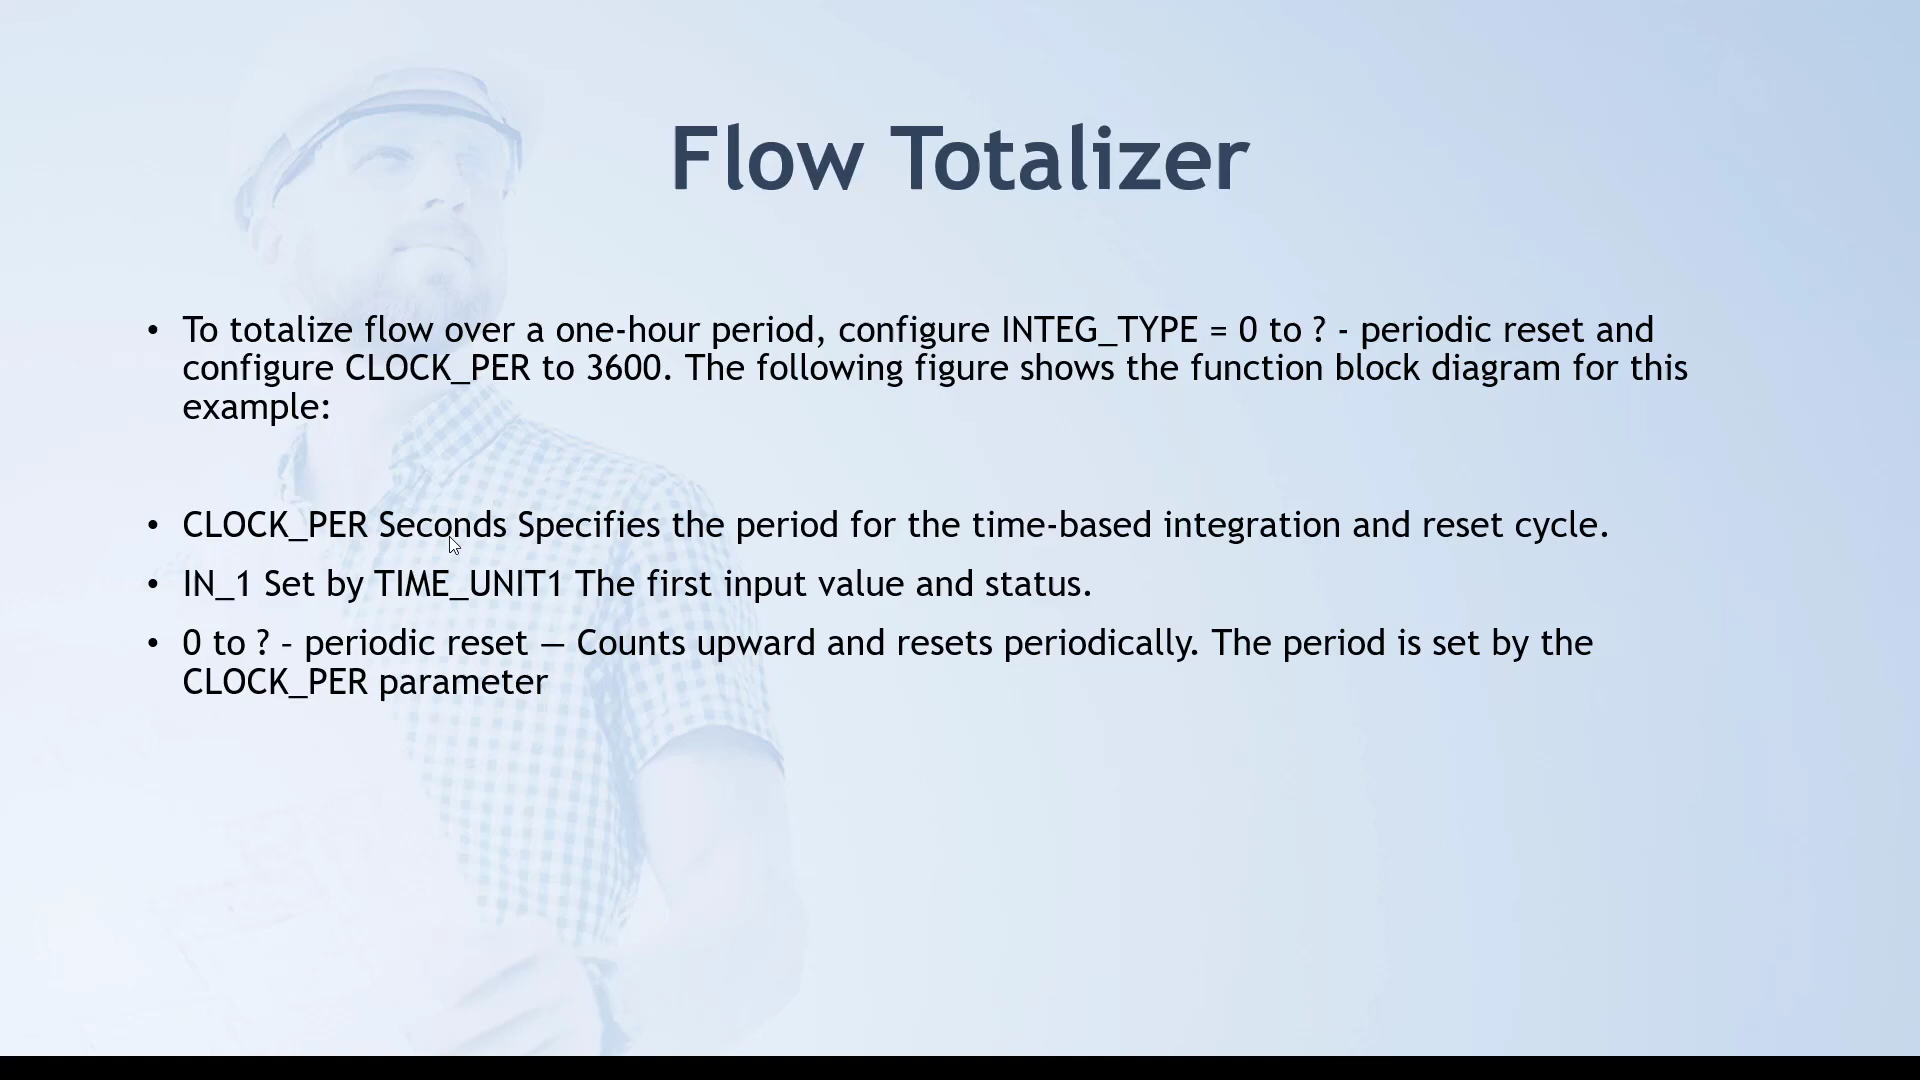 Flow Totalizer
• To totalize flow over a one-hour period, configure INTEG_TYPE = 0 to ? - periodic reset and
configure CLOCK_PER to 3600. The following figure shows the function block diagram for this
example:
• CLOCK_PER Seconds Specifies the period for the time-based integration and reset cycle.
• IN_1 Set by TIME_UNIT1 The first input value and status.
• 0 to ? – periodic reset — Counts upward and resets periodically. The period is set by the
CLOCK_PER parameter